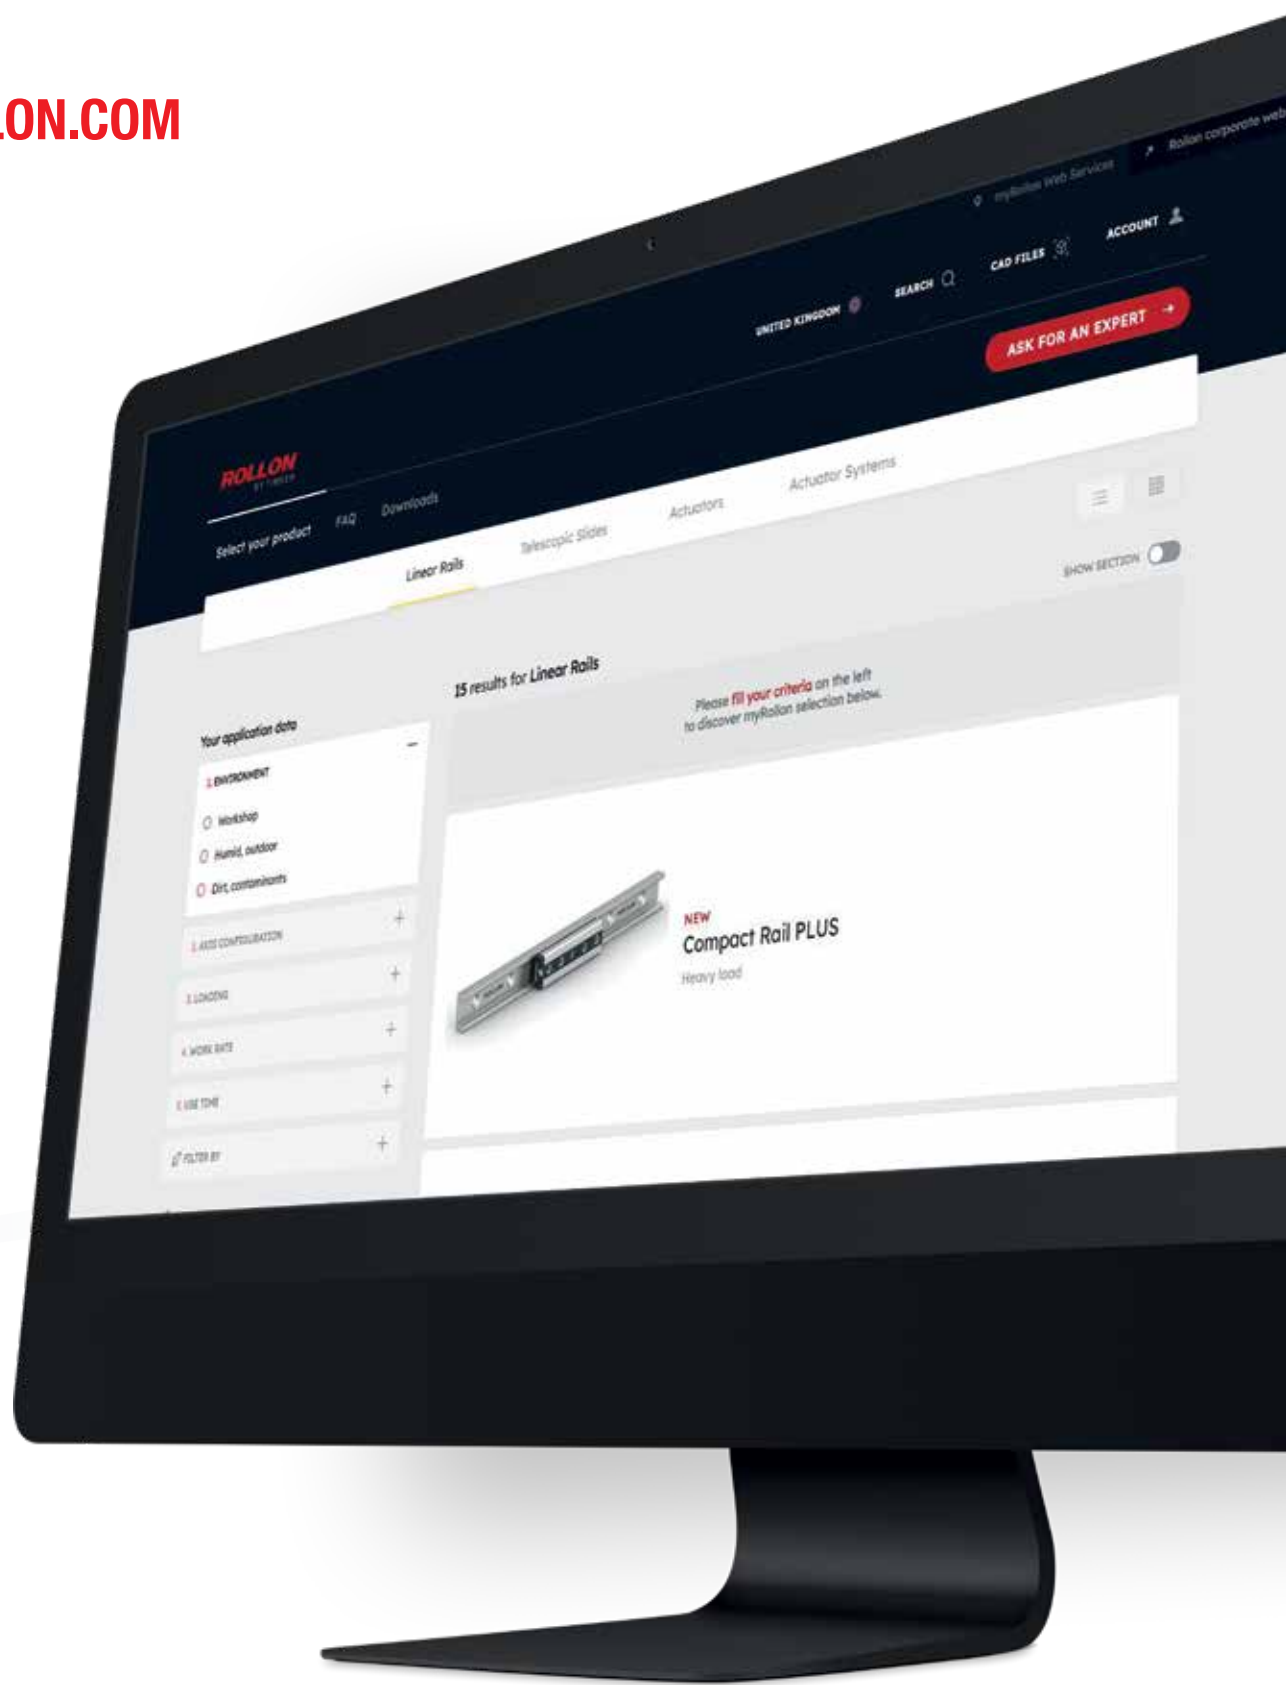 LON.COM
myRollon Web Services
Rollon corporate web
UNITED KINGDOM
SEARCH
CAD FILES
ACCOUNT
ASK FOR AN EXPERT
ROLLON
BY TIMKEN
Select your product
FAQ
Downloads
Linear Rails
Telescopic Slides
Actuators
Actuator Systems
SHOW SECTION
15 results for Linear Rails
Please fill your criteria on the left
to discover myRollon selection below.
Your application data
1. ENVIRONMENT
Workshop
Humid, outdoor
Dirt, contaminants
2. AXIS CONFIGURATION
3. LOADING
4. WORK RATE
5. USE TIME
FILTER BY
NEW
Compact Rail PLUS
Heavy load